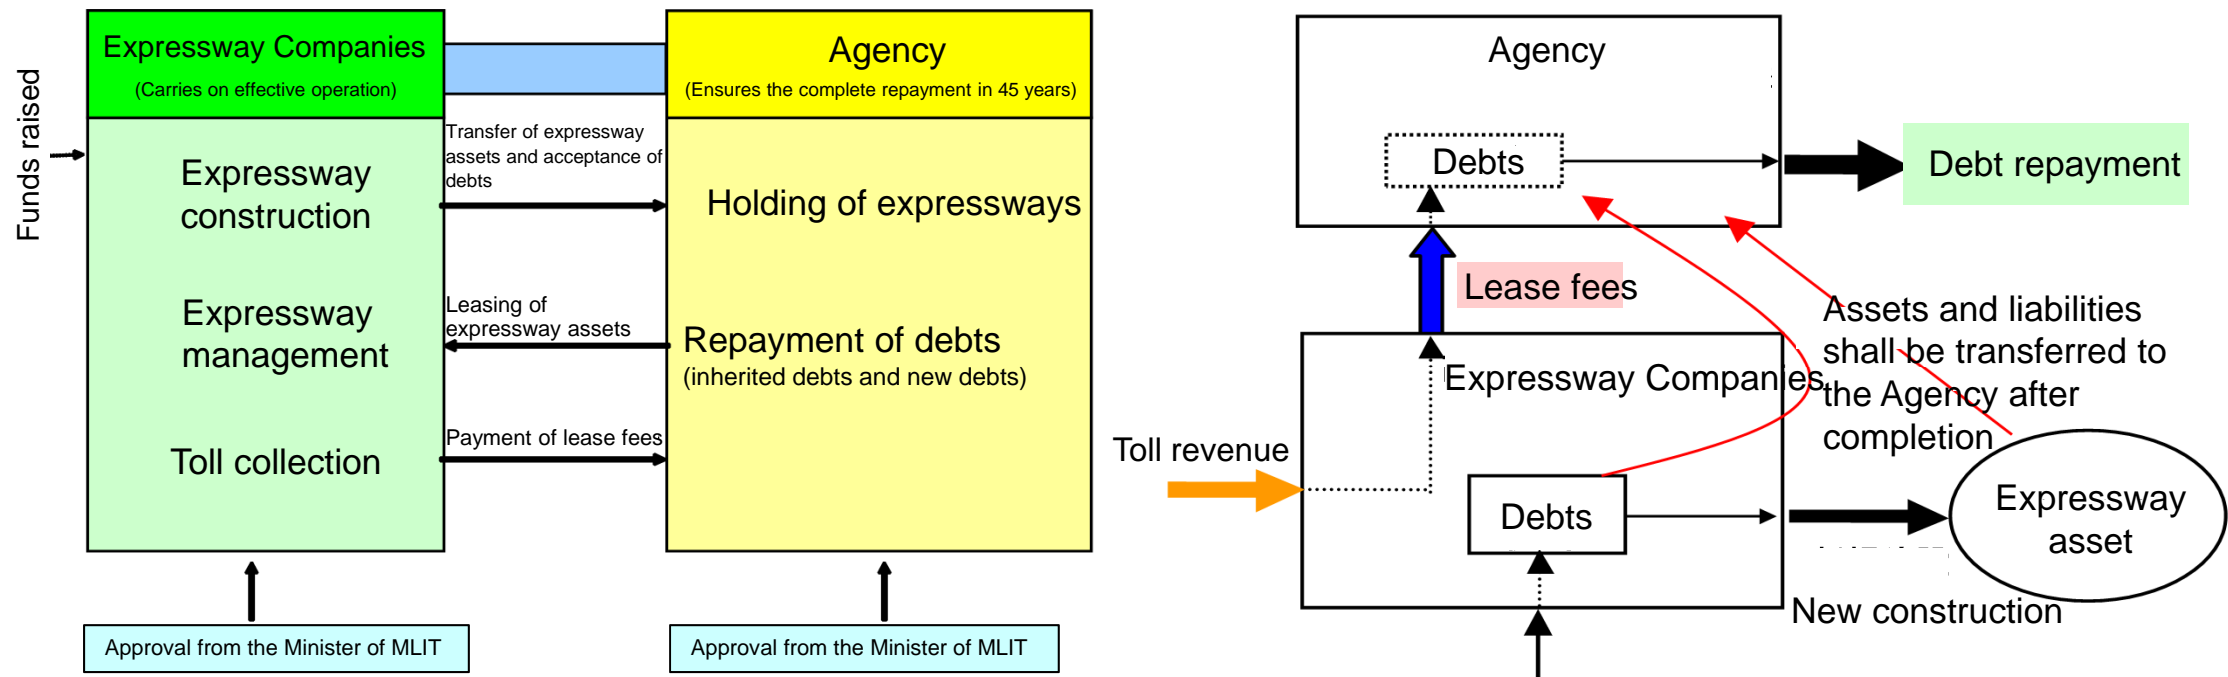 Funds raised
Expressway Companies
(Carries on effective operation)
Expressway
construction
Expressway
management
Toll collection
Transfer of expressway
assets and acceptance of
debts
Leasing of
expressway assets
Payment of lease fees
Agency
(Ensures the complete repayment in 45 years)
Holding of expressways
Repayment of debts
(inherited debts and new debts)
Approval from the Minister of MLIT
Approval from the Minister of MLIT
Agency
Debts
Debt repayment
Lease fees
Assets and liabilities
shall be transferred to
the Agency after
completion
Expressway Companies
Toll revenue
Debts
Expressway
asset
New construction